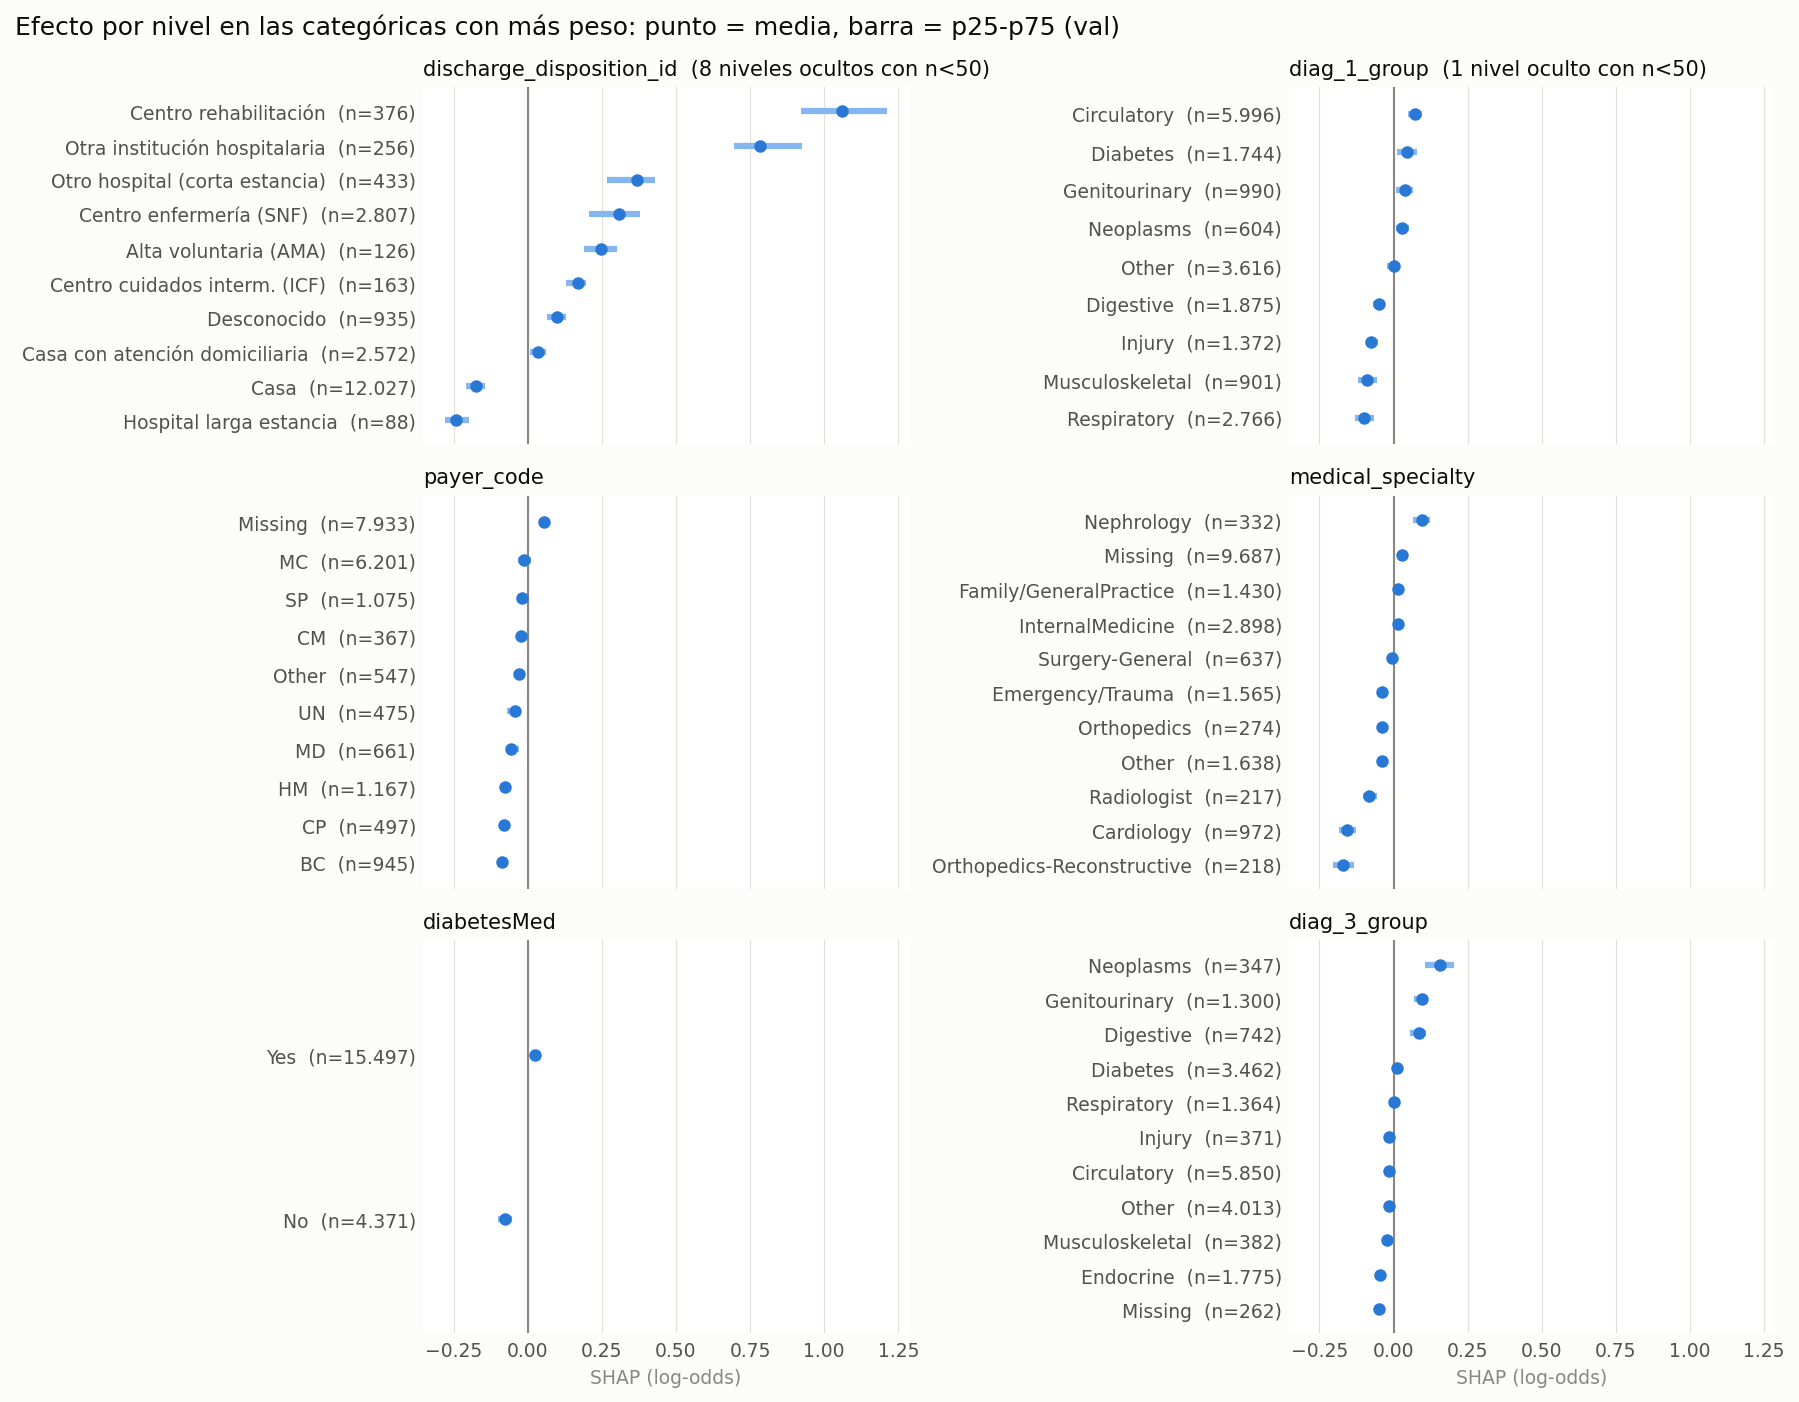 Efecto por nivel en las categóricas con más peso: punto = media, barra = p25-p75 (val)
discharge_disposition_id  (8 niveles ocultos con n<50)
Centro rehabilitación  (n=376)
Otra institución hospitalaria  (n=256)
Otro hospital (corta estancia)  (n=433)
Centro enfermería (SNF)  (n=2.807)
Alta voluntaria (AMA)  (n=126)
Centro cuidados interm. (ICF)  (n=163)
Desconocido  (n=935)
Casa con atención domiciliaria  (n=2.572)
Casa  (n=12.027)
Hospital larga estancia  (n=88)
diag_1_group  (1 nivel oculto con n<50)
Circulatory  (n=5.996)
Diabetes  (n=1.744)
Genitourinary  (n=990)
Neoplasms  (n=604)
Other  (n=3.616)
Digestive  (n=1.875)
Injury  (n=1.372)
Musculoskeletal  (n=901)
Respiratory  (n=2.766)
payer_code
Missing  (n=7.933)
MC  (n=6.201)
SP  (n=1.075)
CM  (n=367)
Other  (n=547)
UN  (n=475)
MD  (n=661)
HM  (n=1.167)
CP  (n=497)
BC  (n=945)
medical_specialty
Nephrology  (n=332)
Missing  (n=9.687)
Family/GeneralPractice  (n=1.430)
InternalMedicine  (n=2.898)
Surgery-General  (n=637)
Emergency/Trauma  (n=1.565)
Orthopedics  (n=274)
Other  (n=1.638)
Radiologist  (n=217)
Cardiology  (n=972)
Orthopedics-Reconstructive  (n=218)
diabetesMed
Yes  (n=15.497)
No  (n=4.371)
−0.25 0.00 0.25 0.50 0.75 1.00 1.25
SHAP (log-odds)
diag_3_group
Neoplasms  (n=347)
Genitourinary  (n=1.300)
Digestive  (n=742)
Diabetes  (n=3.462)
Respiratory  (n=1.364)
Injury  (n=371)
Circulatory  (n=5.850)
Other  (n=4.013)
Musculoskeletal  (n=382)
Endocrine  (n=1.775)
Missing  (n=262)
−0.25 0.00 0.25 0.50 0.75 1.00 1.25
SHAP (log-odds)